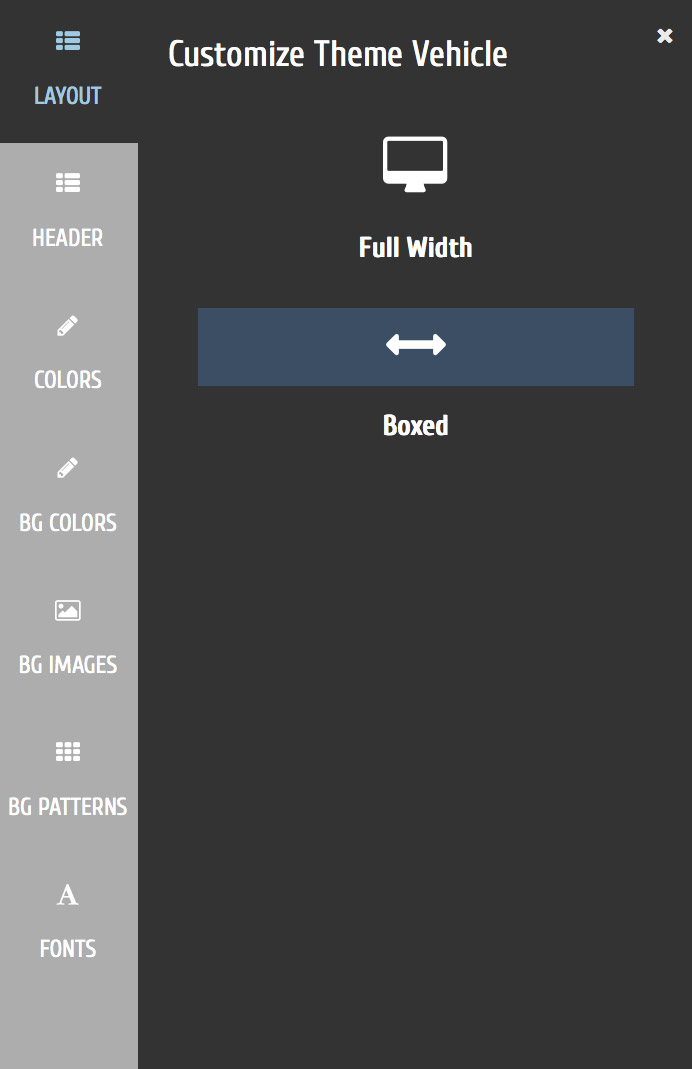 Customize Theme Vehicle
LAYOUT
HEADER
COLORS
BG COLORS
BG IMAGES
BG PATTERNS
FONTS
Full Width
Boxed